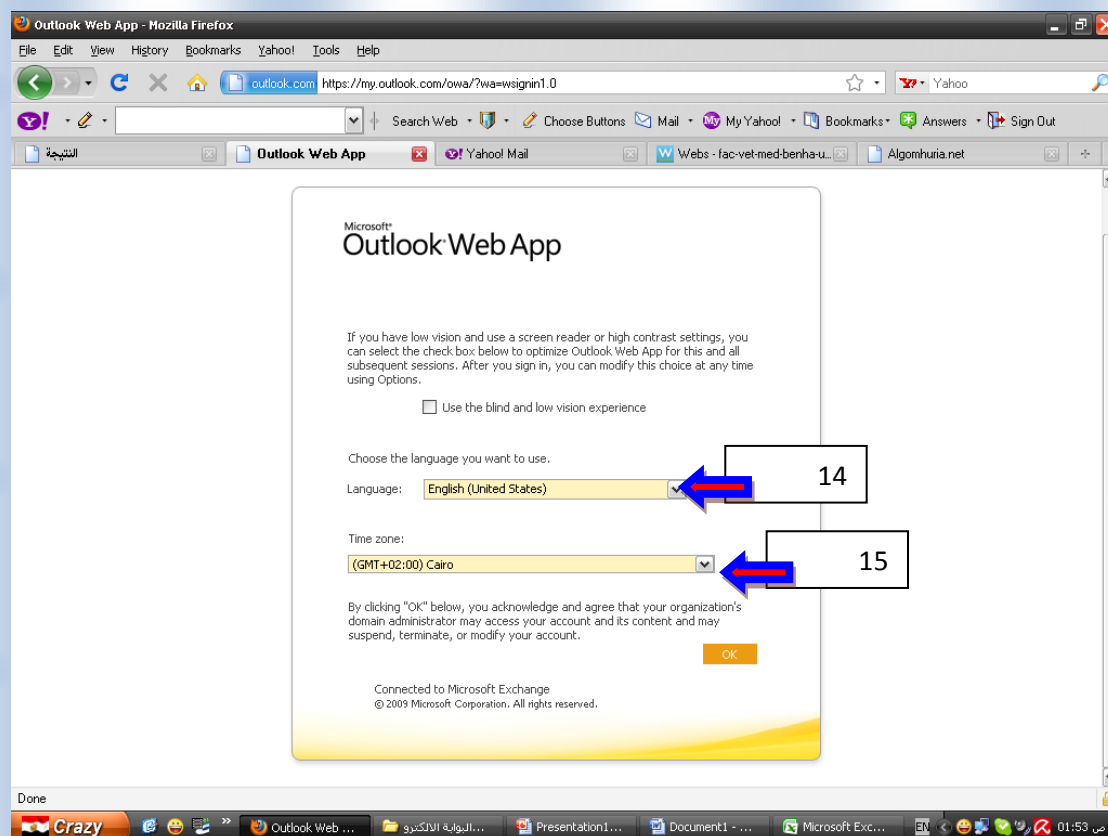 Outlook Web App - Mozilla Firefox
File Edit View History Bookmarks Yahoo! Tools Help
outlook.com https://my.outlook.com/owa/?wa=wsignin1.0 Yahoo
Search Web Choose Buttons Mail My Yahoo! Bookmarks Answers Sign Out
النتيجة Outlook Web App Yahoo! Mail Webs - fac-vet-med-benha-u... Algomhuria.net
Microsoft
Outlook Web App
If you have low vision and use a screen reader or high contrast settings, you
can select the check box below to optimize Outlook Web App for this and all
subsequent sessions. After you sign in, you can modify this choice at any time
using Options.
Use the blind and low vision experience
Choose the language you want to use.
14
Language: English (United States)
Time zone:
15
(GMT+02:00) Cairo
By clicking "OK" below, you acknowledge and agree that your organization's
domain administrator may access your account and its content and may
suspend, terminate, or modify your account.
OK
Connected to Microsoft Exchange
© 2009 Microsoft Corporation. All rights reserved.
Done
Crazy » Outlook Web ... البوابة الالكترو... Presentation1... Document1 - ... Microsoft Exc... EN 01:53 ص